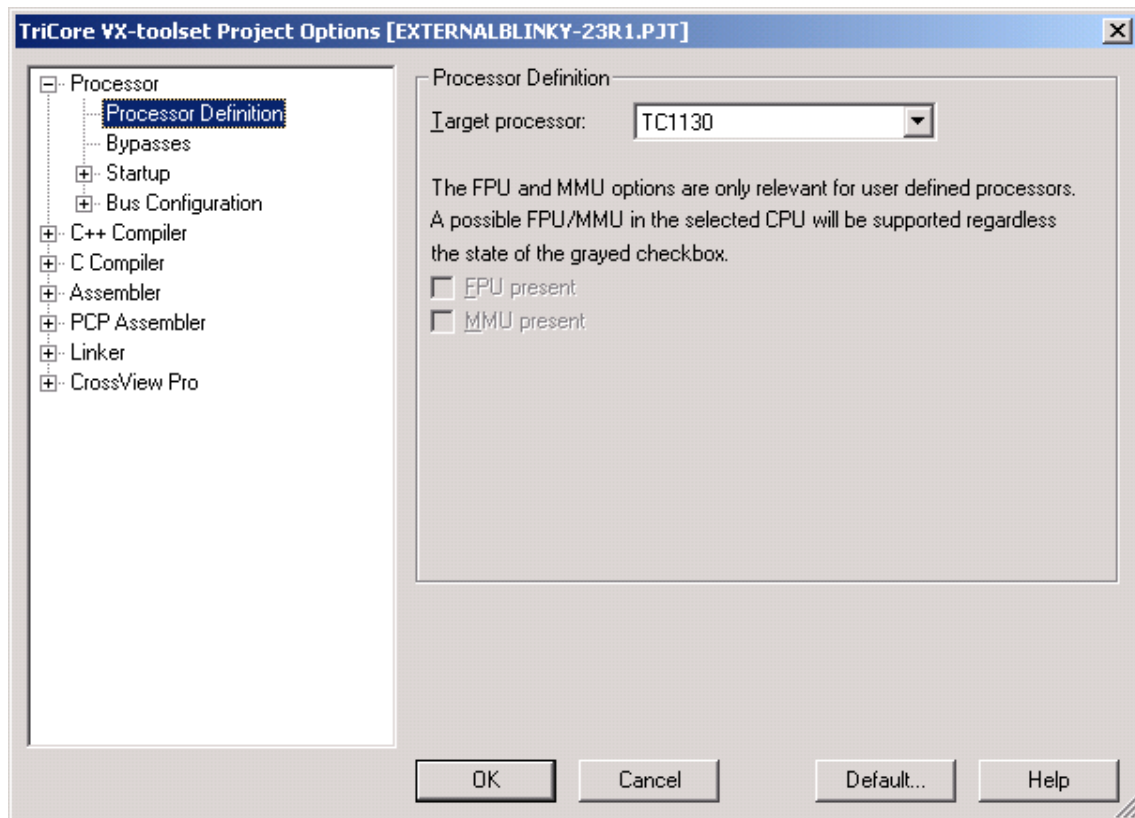 TriCore VX-toolset Project Options [EXTERNALBLINKY-23R1.PJT]
Processor
Processor Definition
Bypasses
Startup
Bus Configuration
C++ Compiler
C Compiler
Assembler
PCP Assembler
Linker
CrossView Pro
Processor Definition
Target processor:
TC1130
The FPU and MMU options are only relevant for user defined processors.
A possible FPU/MMU in the selected CPU will be supported regardless
the state of the grayed checkbox.
FPU present
MMU present
OK
Cancel
Default...
Help